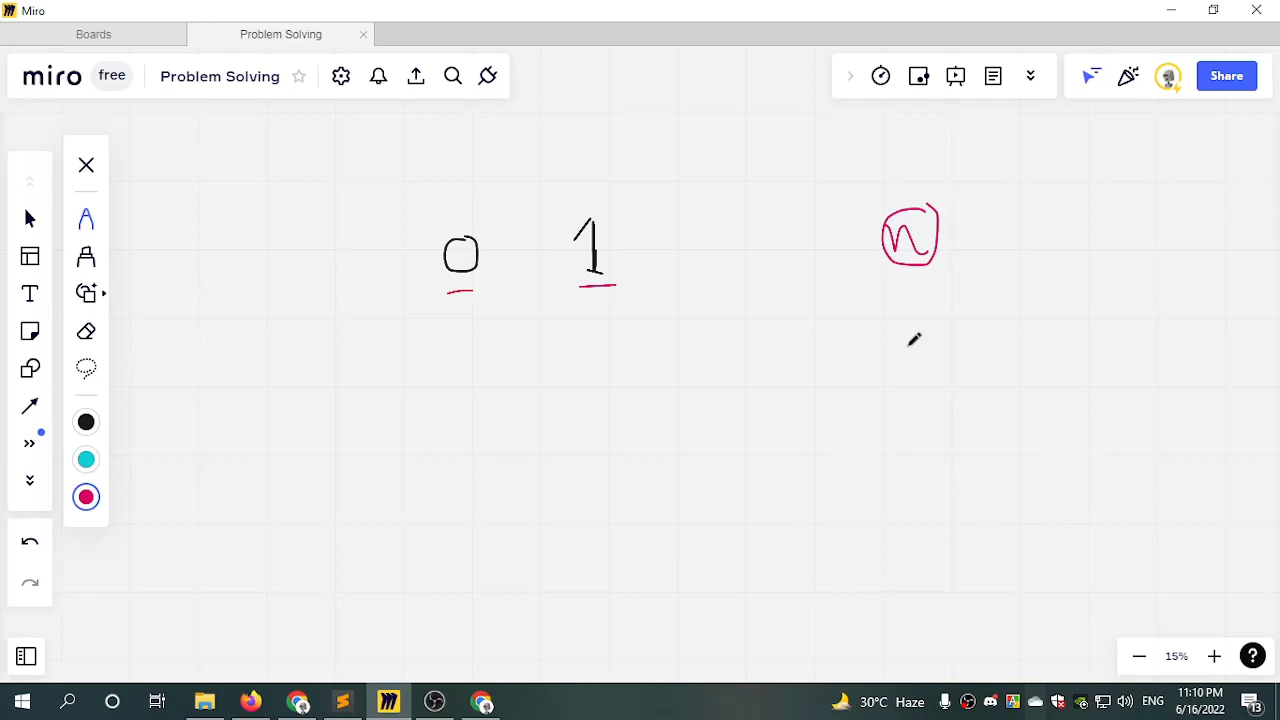 Miro
Boards
Problem Solving
miro free Problem Solving Share
0 1 n
15%
30°C Haze ENG 11:10 PM
6/16/2022 13